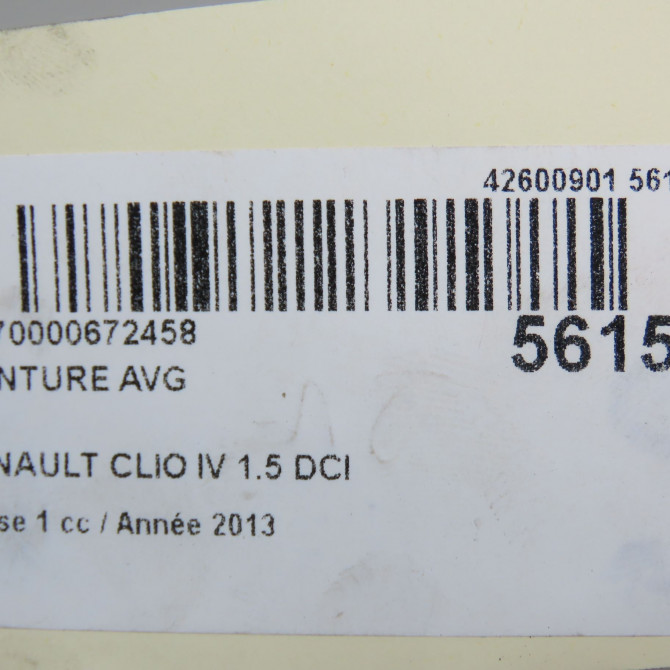 42600901 561
70000672458
5615
NTURE AVG
NAULT CLIO IV 1.5 DCI
se 1 cc / Année 2013